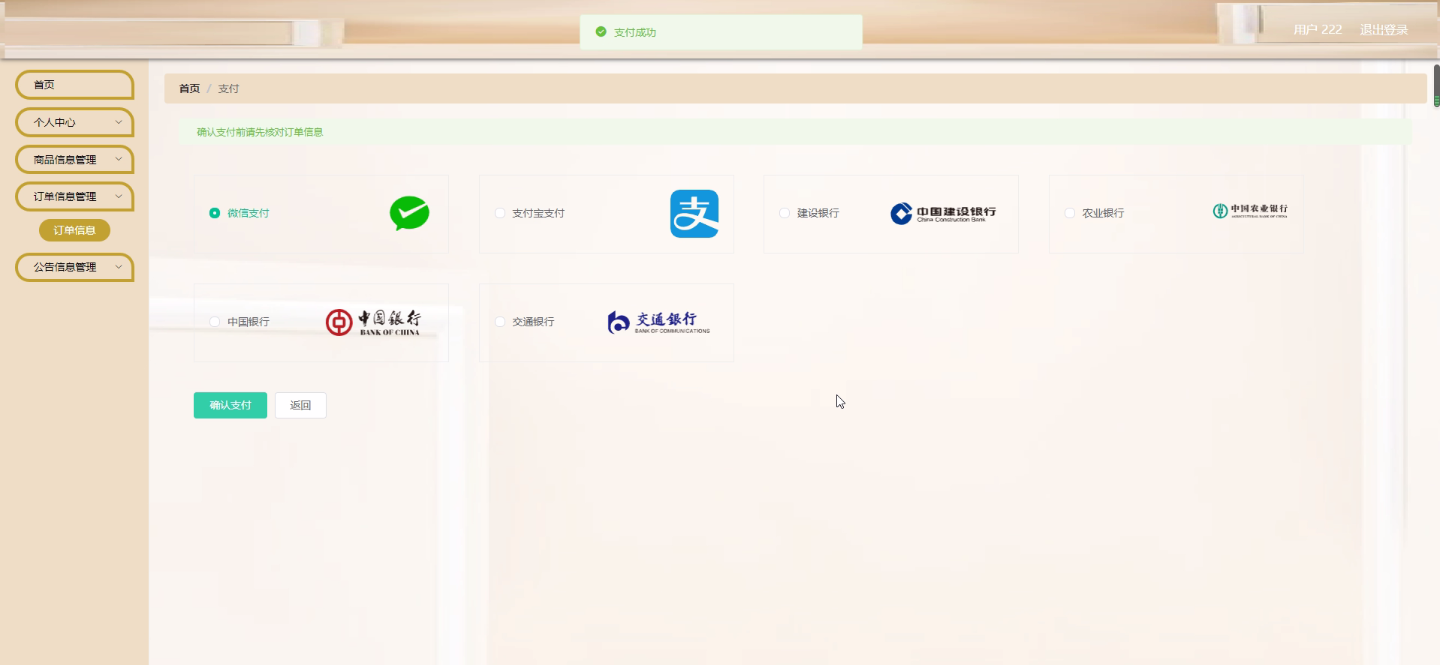 支付成功
用户 222 退出登录
首页
个人中心
商品信息管理
订单信息管理
订单信息
公告信息管理
首页 / 支付
确认支付前请先核对订单信息
微信支付
支付宝支付
支
建设银行
中国建设银行
China Construction Bank
农业银行
中国农业银行
AGRICULTURAL BANK OF CHINA
中国银行
中国銀行
BANK OF CHINA
交通银行
交通銀行
BANK OF COMMUNICATIONS
确认支付
返回